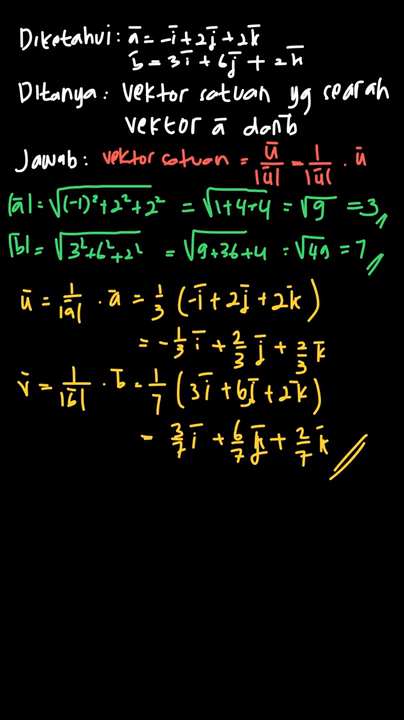 Diketahui : a̅ = -i̅ + 2j̅ + 2k̅
b̅ = 3i̅ + 6j̅ + 2k̅
Ditanya : vektor satuan yg searah
vektor a̅ dan b̅
Jawab : vektor satuan = u̅/|u̅| = 1/|u̅| . u̅
|a̅| = √((-1)² + 2² + 2²) = √(1+4+4) = √9 = 3
|b̅| = √(3² + 6² + 2²) = √(9+36+4) = √49 = 7
u̅ = 1/|a̅| . a̅ = 1/3 (-i̅ + 2j̅ + 2k̅)
= -1/3 i̅ + 2/3 j̅ + 2/3 k̅
v̅ = 1/|b̅| . b̅ = 1/7 (3i̅ + 6j̅ + 2k̅)
= 3/7 i̅ + 6/7 j̅ + 2/7 k̅